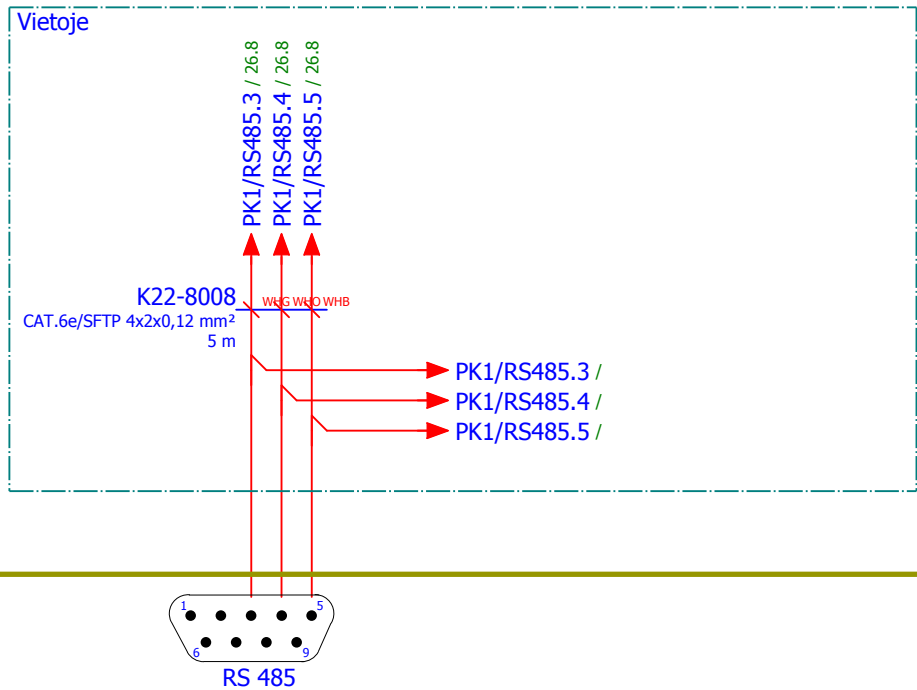 Vietoje
PK1/RS485.3 / 26.8
PK1/RS485.4 / 26.8
PK1/RS485.5 / 26.8
K22-8008
WHG WHO WHB
CAT.6e/SFTP 4x2x0,12 mm²
5 m
PK1/RS485.3 /
PK1/RS485.4 /
PK1/RS485.5 /
1 5
6 9
RS 485